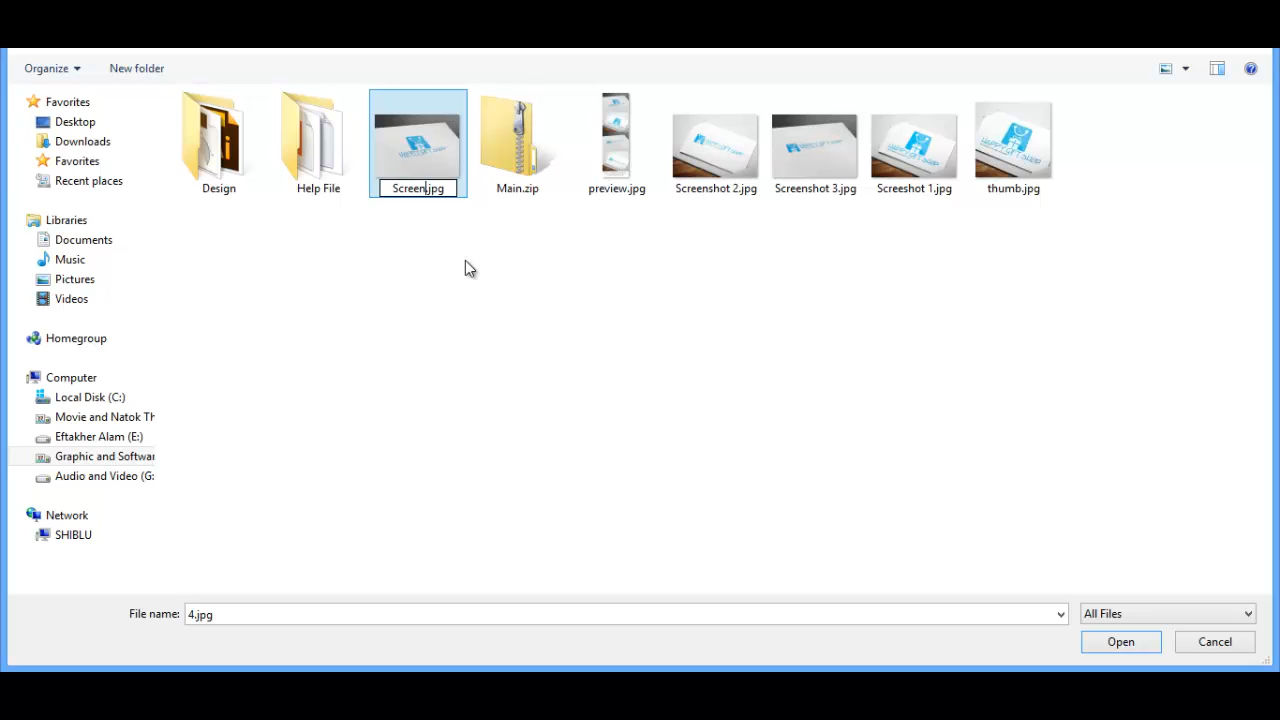 Organize
New folder
Favorites
Desktop
Downloads
Favorites
Recent places
Libraries
Documents
Music
Pictures
Videos
Homegroup
Computer
Local Disk (C:)
Movie and Natok Th
Eftakher Alam (E:)
Graphic and Softwar
Audio and Video (G:
Network
SHIBLU
Design
Help File
Screen.jpg
Main.zip
preview.jpg
Screenshot 2.jpg
Screenshot 3.jpg
Screeshot 1.jpg
thumb.jpg
File name:
4.jpg
All Files
Open
Cancel